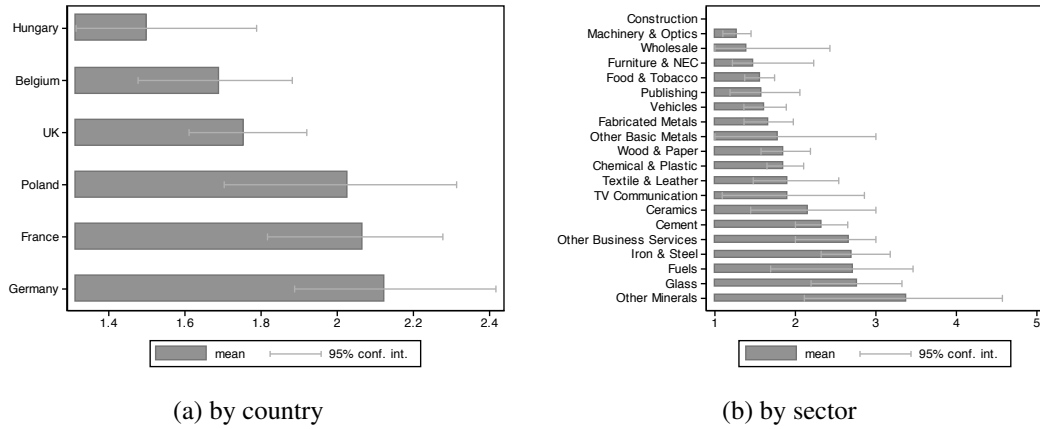 Hungary
Belgium
UK
Poland
France
Germany
1.4 1.6 1.8 2 2.2 2.4
mean 95% conf. int.
(a) by country
Construction
Machinery & Optics
Wholesale
Furniture & NEC
Food & Tobacco
Publishing
Vehicles
Fabricated Metals
Other Basic Metals
Wood & Paper
Chemical & Plastic
Textile & Leather
TV Communication
Ceramics
Cement
Other Business Services
Iron & Steel
Fuels
Glass
Other Minerals
1 2 3 4 5
mean 95% conf. int.
(b) by sector